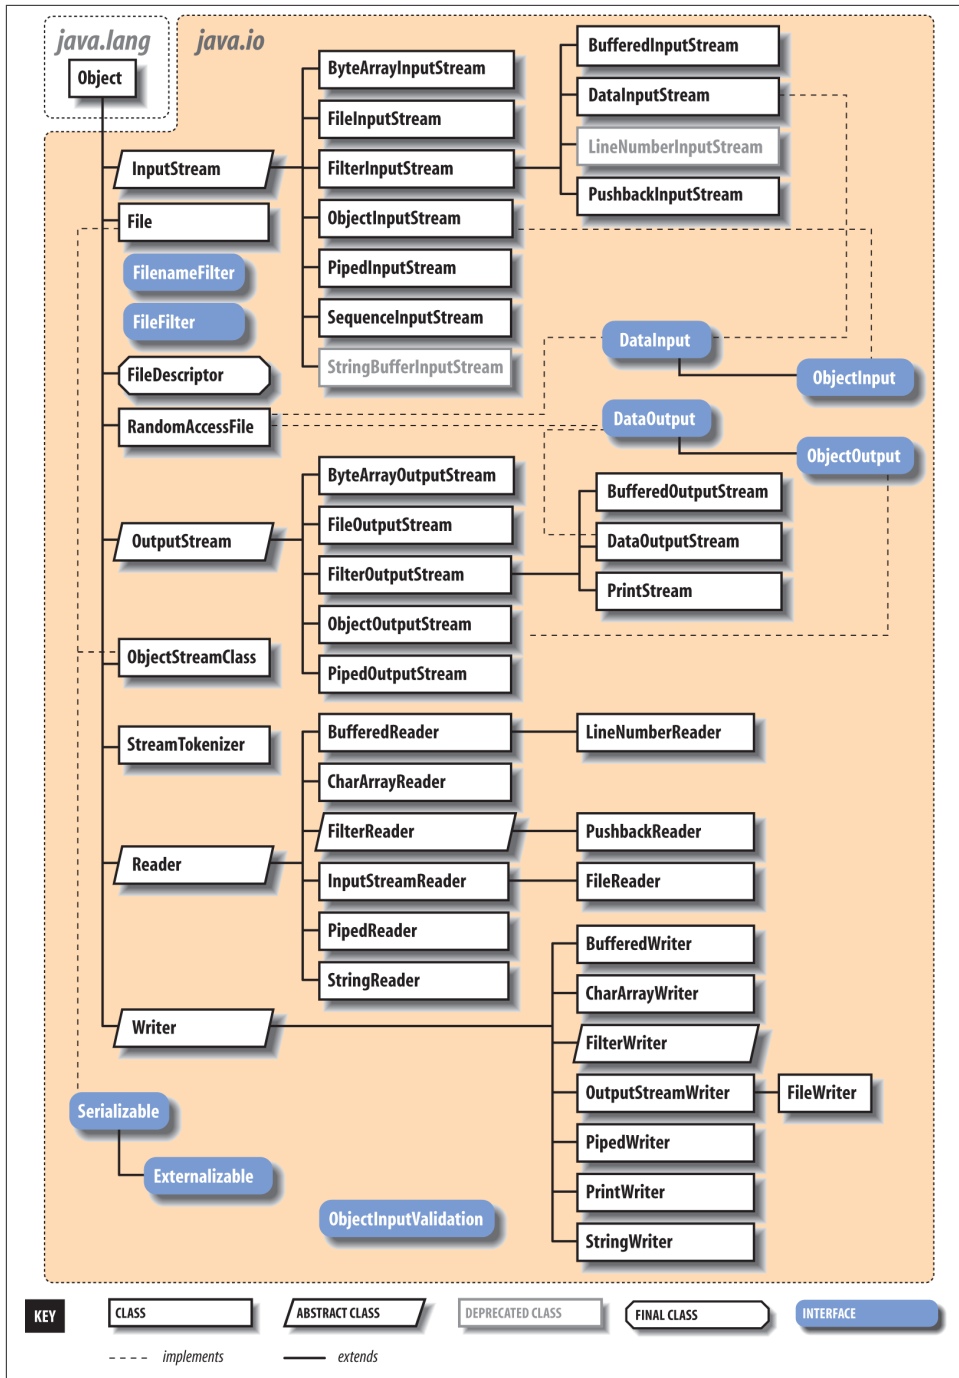 java.lang
java.io
Object
InputStream
File
FilenameFilter
FileFilter
FileDescriptor
RandomAccessFile
OutputStream
ObjectStreamClass
StreamTokenizer
Reader
Writer
Serializable
Externalizable
ByteArrayInputStream
FileInputStream
FilterInputStream
ObjectInputStream
PipedInputStream
SequenceInputStream
StringBufferInputStream
BufferedInputStream
DataInputStream
LineNumberInputStream
PushbackInputStream
DataInput
ObjectInput
DataOutput
ObjectOutput
ByteArrayOutputStream
FileOutputStream
FilterOutputStream
ObjectOutputStream
PipedOutputStream
BufferedOutputStream
DataOutputStream
PrintStream
BufferedReader
CharArrayReader
FilterReader
InputStreamReader
PipedReader
StringReader
LineNumberReader
PushbackReader
FileReader
BufferedWriter
CharArrayWriter
FilterWriter
OutputStreamWriter
FileWriter
PipedWriter
PrintWriter
StringWriter
ObjectInputValidation
KEY
CLASS
ABSTRACT CLASS
DEPRECATED CLASS
FINAL CLASS
INTERFACE
implements
extends